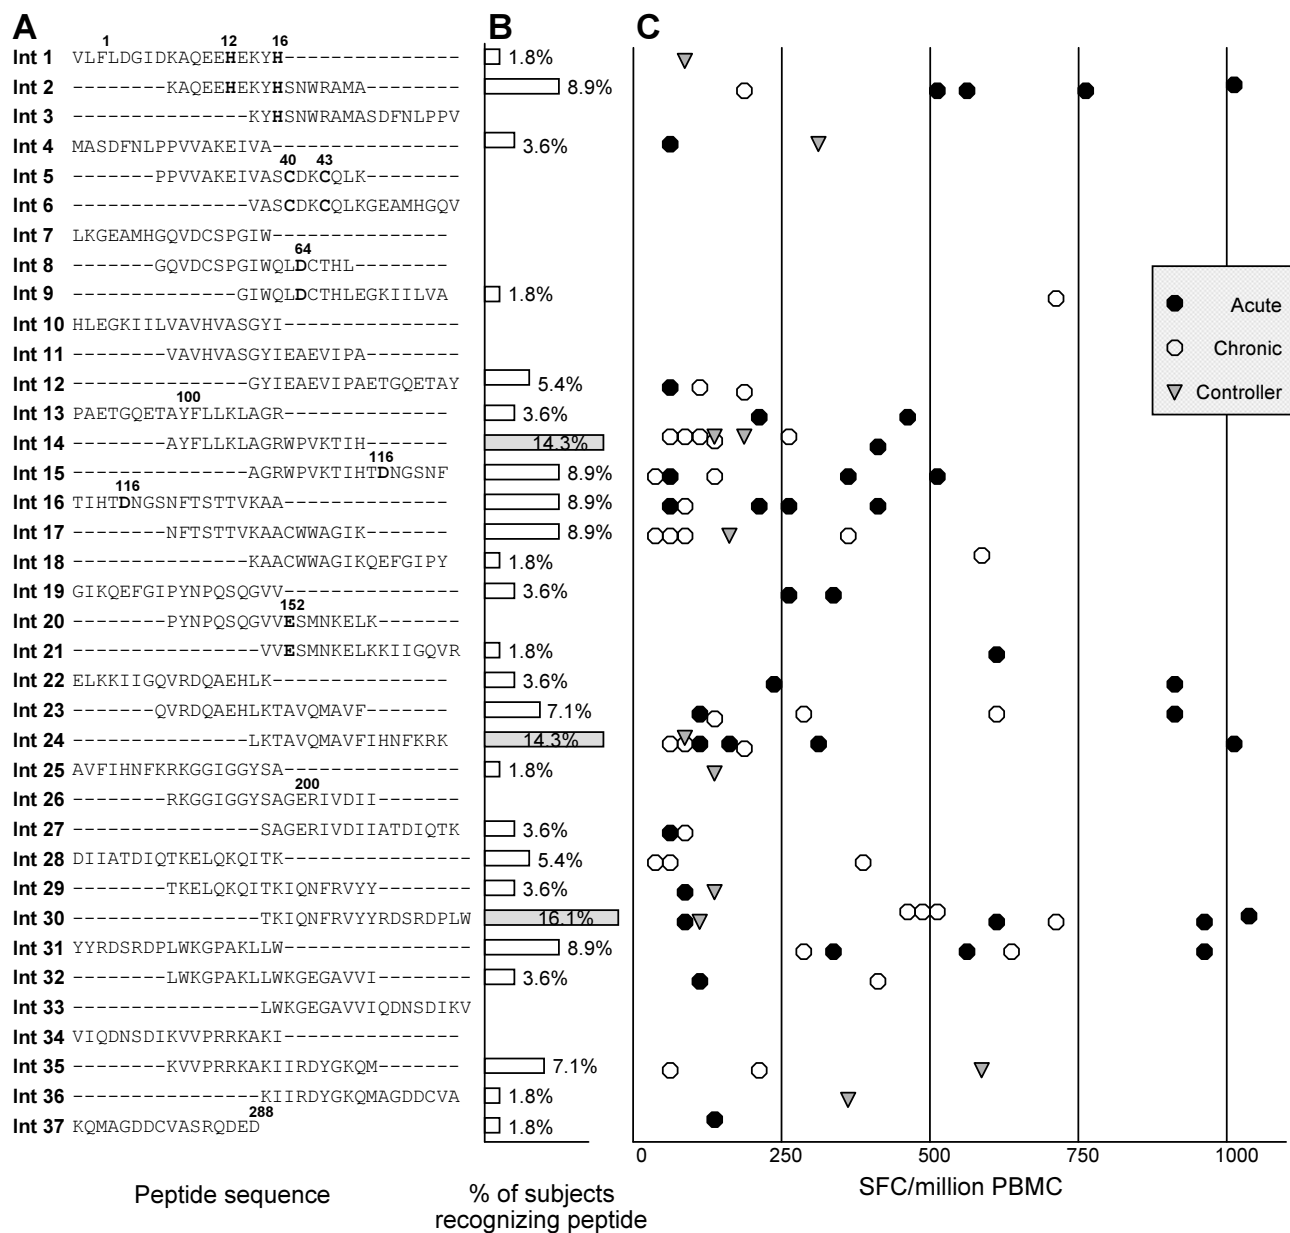 A B C
1 12 16
Int 1 VLFLDGIDKAQEEHEKYH--------------- 1.8%
Int 2 --------KAQEEHEKYHSNWRAMA-------- 8.9%
Int 3 ---------------KYHSNWRAMASDFNLPPV
Int 4 MASDFNLPPVVAKEIVA---------------- 3.6%
40 43
Int 5 -------PPVVAKEIVASCDKCQLK--------
Int 6 ---------------VASCDKCQLKGEAMHGQV
Int 7 LKGEAMHGQVDCSPGIW---------------
64
Int 8 -------GQVDCSPGIWQLDCTHL--------
Int 9 --------------GIWQLDCTHLEGKIILVA 1.8%
Int 10 HLEGKIILVAVHVASGYI---------------
Int 11 --------VAVHVASGYIEAEVIPA--------
Int 12 ---------------GYIEAEVIPAETGQETAY 5.4%
100
Int 13 PAETGQETAYFLLKLAGR-------------- 3.6%
Int 14 --------AYFLLKLAGRWPVKTIH------- 14.3%
116
Int 15 ---------------AGRWPVKTIHTDNGSNF 8.9%
116
Int 16 TIHTDNGSNFTSTTVKAA-------------- 8.9%
Int 17 --------NFTSTTVKAACWWAGIK------- 8.9%
Int 18 ---------------KAACWWAGIKQEFGIPY 1.8%
Int 19 GIKQEFGIPYNPQSQGVV-------------- 3.6%
152
Int 20 --------PYNPQSQGVVESMNKELK-------
Int 21 ----------------VVESMNKELKKIIGQVR 1.8%
Int 22 ELKKIIGQVRDQAEHLK--------------- 3.6%
Int 23 -------QVRDQAEHLKTAVQMAVF------- 7.1%
Int 24 ---------------LKTAVQMAVFIHNFKRK 14.3%
Int 25 AVFIHNFKRKGGIGGYSA--------------- 1.8%
200
Int 26 --------RKGGIGGYSAGERIVDII-------
Int 27 ----------------SAGERIVDIIATDIQTK 3.6%
Int 28 DIIATDIQTKELQKQITK---------------- 5.4%
Int 29 --------TKELQKQITKIQNFRVYY-------- 3.6%
Int 30 ----------------TKIQNFRVYYRDSRDPLW 16.1%
Int 31 YYRDSRDPLWKGPAKLLW---------------- 8.9%
Int 32 --------LWKGPAKLLWKGEGAVVI-------- 3.6%
Int 33 ----------------LWKGEGAVVIQDNSDIKV
Int 34 VIQDNSDIKVVPRRKAKI---------------
Int 35 --------KVVPRRKAKIIRDYGKQM------- 7.1%
Int 36 ----------------KIIRDYGKQMAGDDCVA 1.8%
288
Int 37 KQMAGDDCVASRQDED 1.8%
Acute
Chronic
Controller
0 250 500 750 1000
Peptide sequence
% of subjects
recognizing peptide
SFC/million PBMC